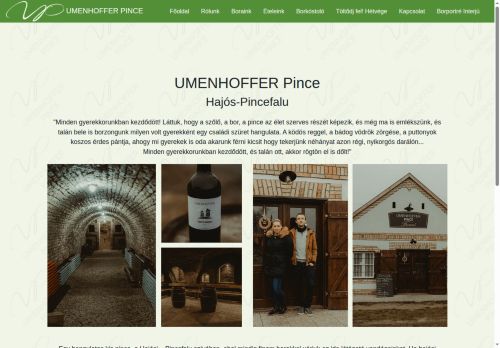 UMENHOFFER PINCE
Főoldal Rólunk Boraink Ételeink Borkóstoló Töltődj fel! Hétvége Kapcsolat Borportré Interjú
UMENHOFFER Pince
Hajós-Pincefalu
"Minden gyerekkorunkban kezdődött! Láttuk, hogy a szőlő, a bor, a pince az élet szerves részét képezik, és még ma is emlékszünk, és
talán bele is borzongunk milyen volt gyerekként egy családi szüret hangulata. A ködös reggel, a bádog vödrök zörgése, a puttonyok
koszos érdes pántja, ahogy mi gyerekek is oda akarunk férni kicsit hogy tekerjünk néhányat azon régi, nyikorgós darálón...
Minden gyerekkorunkban kezdődött, és talán ott, akkor rögtön el is dőlt!"
UMENHOFFER
PINCE